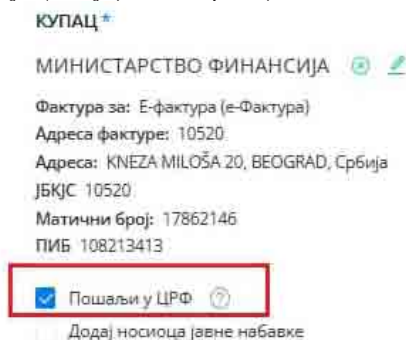 КУПАЦ*
МИНИСТАРСТВО ФИНАНСИЈА
Фактура за: Е-фактура (е-Фактура)
Адреса фактуре: 10520
Адреса: KNEZA MILOŠA 20, BEOGRAD, Србија
ЈБКЈС 10520
Матични број: 17862146
ПИБ 108213413
Пошаљи у ЦРФ ?
Додај носиоца јавне набавке